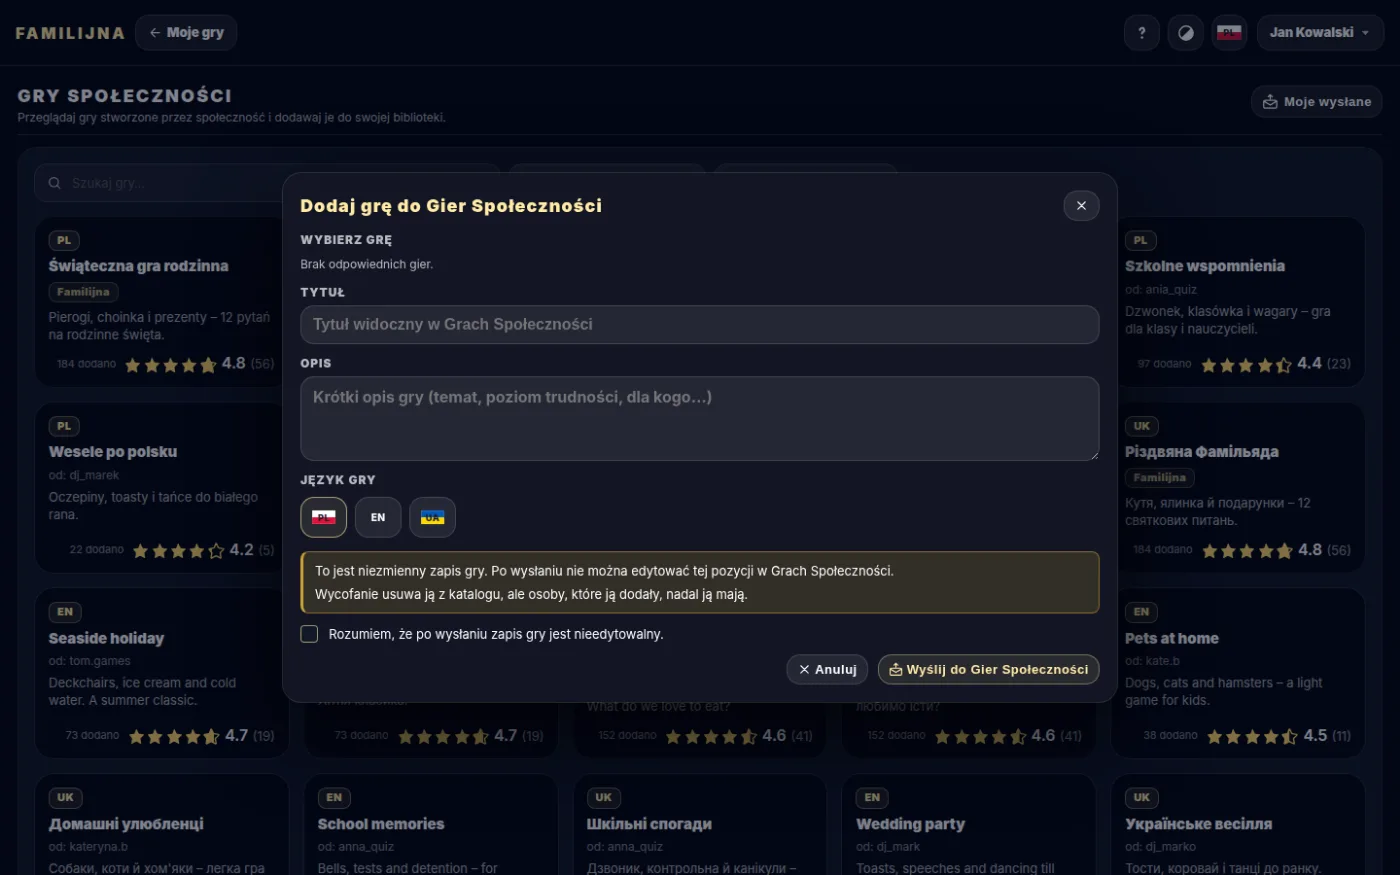 FAMILIJNA
← Moje gry
?
PL
Jan Kowalski
GRY SPOŁECZNOŚCI
Przeglądaj gry stworzone przez społeczność i dodawaj je do swojej biblioteki.
Moje wysłane
Szukaj gry...
Dodaj grę do Gier Społeczności
WYBIERZ GRĘ
Brak odpowiednich gier.
TYTUŁ
Tytuł widoczny w Grach Społeczności
OPIS
Krótki opis gry (temat, poziom trudności, dla kogo...)
JĘZYK GRY
PL
EN
UA
To jest niezmienny zapis gry. Po wysłaniu nie można edytować tej pozycji w Grach Społeczności.
Wycofanie usuwa ją z katalogu, ale osoby, które ją dodały, nadal ją mają.
Rozumiem, że po wysłaniu zapis gry jest nieedytowalny.
Anuluj
Wyślij do Gier Społeczności
PL
Świąteczna gra rodzinna
Familijna
Pierogi, choinka i prezenty – 12 pytań
na rodzinne święta.
184 dodano 4.8 (56)
PL
Szkolne wspomnienia
od: ania_quiz
Dzwonek, klasówka i wagary – gra
dla klasy i nauczycieli.
97 dodano 4.4 (23)
PL
Wesele po polsku
od: dj_marek
Oczepiny, toasty i tańce do białego
rana.
22 dodano 4.2 (5)
UK
Різдвяна Фамільяда
Familijna
Кутя, ялинка й подарунки – 12
святкових питань.
184 dodano 4.8 (56)
EN
Seaside holiday
od: tom.games
Deckchairs, ice cream and cold
water. A summer classic.
73 dodano 4.7 (19)
73 dodano 4.7 (19)
What do we love to eat?
152 dodano 4.6 (41)
любимо їсти?
152 dodano 4.6 (41)
EN
Pets at home
od: kate.b
Dogs, cats and hamsters – a light
game for kids.
38 dodano 4.5 (11)
UK
Домашні улюбленці
od: kateryna.b
Собаки, коти й хом'яки – легка гра
EN
School memories
od: anna_quiz
Bells, tests and detention – for
UK
Шкільні спогади
od: anna_quiz
Дзвоник, контрольна й канікули –
EN
Wedding party
od: dj_mark
Toasts, speeches and dancing till
UK
Українське весілля
od: dj_marko
Тости, коровай і танці до ранку.